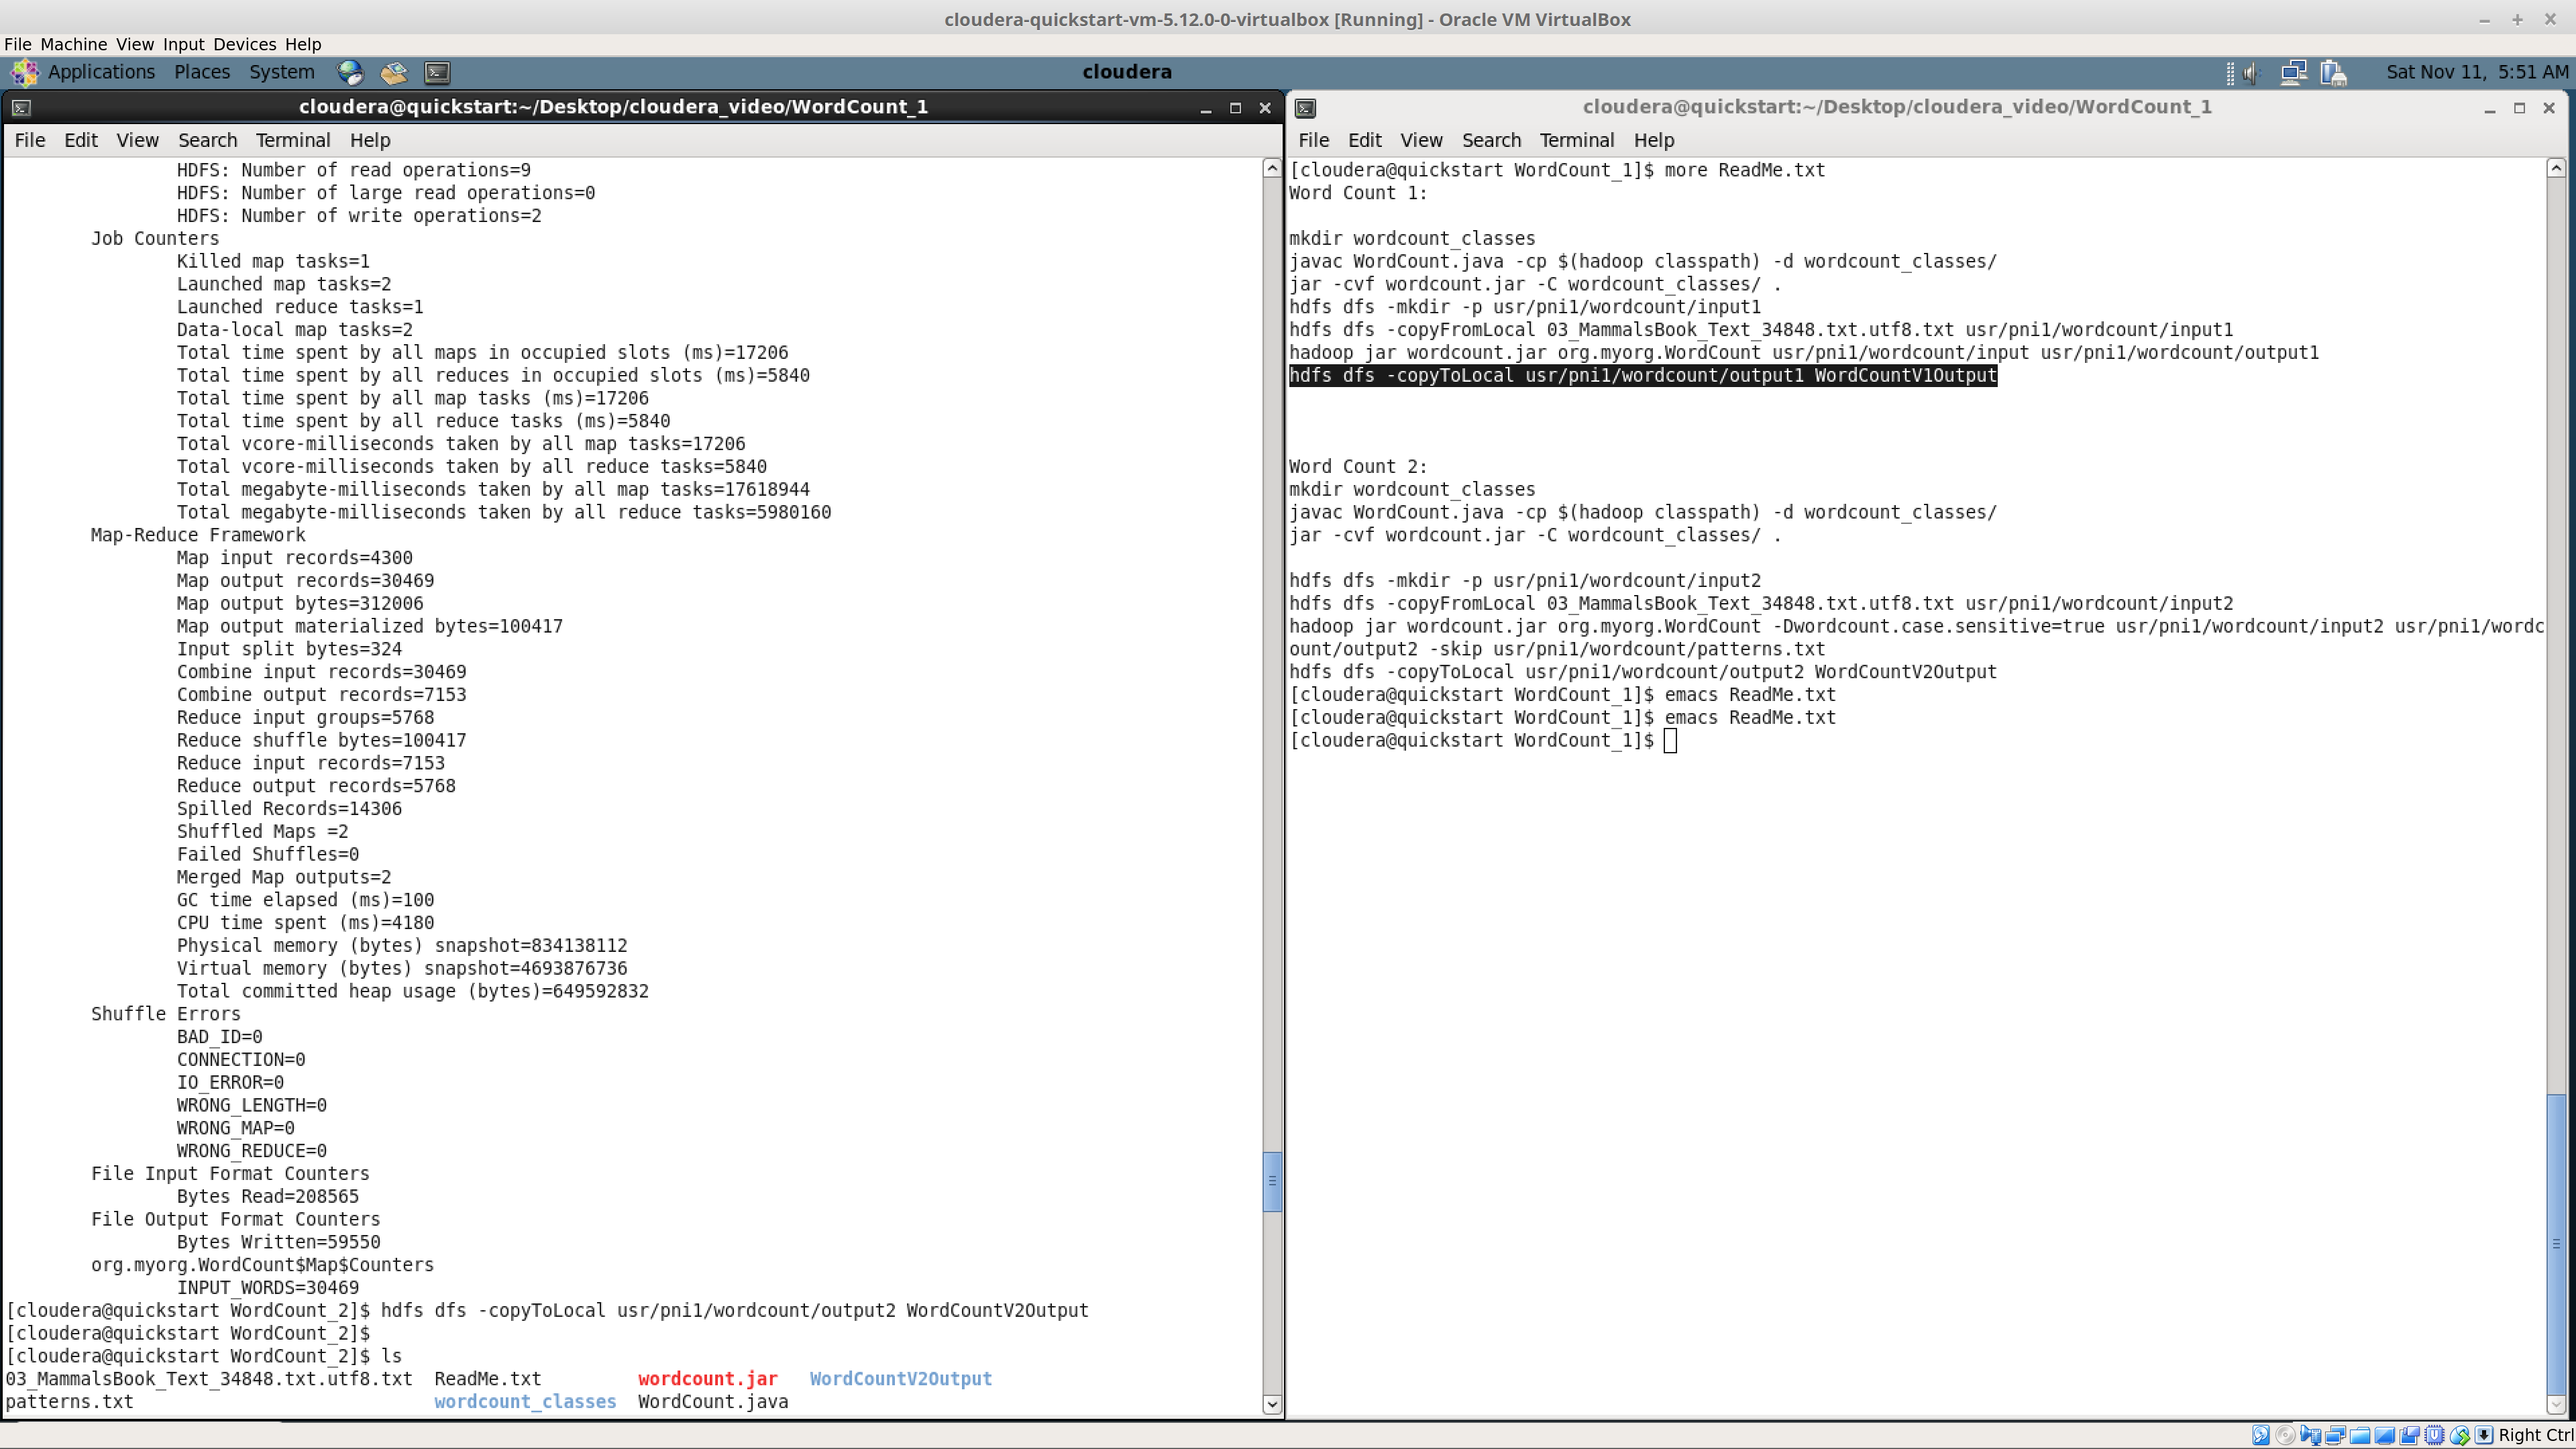 cloudera-quickstart-vm-5.12.0-0-virtualbox [Running] - Oracle VM VirtualBox
File Machine View Input Devices Help
Applications Places System cloudera Sat Nov 11, 5:51 AM
cloudera@quickstart:~/Desktop/cloudera_video/WordCount_1
File Edit View Search Terminal Help
HDFS: Number of read operations=9
HDFS: Number of large read operations=0
HDFS: Number of write operations=2
Job Counters
Killed map tasks=1
Launched map tasks=2
Launched reduce tasks=1
Data-local map tasks=2
Total time spent by all maps in occupied slots (ms)=17206
Total time spent by all reduces in occupied slots (ms)=5840
Total time spent by all map tasks (ms)=17206
Total time spent by all reduce tasks (ms)=5840
Total vcore-milliseconds taken by all map tasks=17206
Total vcore-milliseconds taken by all reduce tasks=5840
Total megabyte-milliseconds taken by all map tasks=17618944
Total megabyte-milliseconds taken by all reduce tasks=5980160
Map-Reduce Framework
Map input records=4300
Map output records=30469
Map output bytes=312006
Map output materialized bytes=100417
Input split bytes=324
Combine input records=30469
Combine output records=7153
Reduce input groups=5768
Reduce shuffle bytes=100417
Reduce input records=7153
Reduce output records=5768
Spilled Records=14306
Shuffled Maps =2
Failed Shuffles=0
Merged Map outputs=2
GC time elapsed (ms)=100
CPU time spent (ms)=4180
Physical memory (bytes) snapshot=834138112
Virtual memory (bytes) snapshot=4693876736
Total committed heap usage (bytes)=649592832
Shuffle Errors
BAD_ID=0
CONNECTION=0
IO_ERROR=0
WRONG_LENGTH=0
WRONG_MAP=0
WRONG_REDUCE=0
File Input Format Counters
Bytes Read=208565
File Output Format Counters
Bytes Written=59550
org.myorg.WordCount$Map$Counters
INPUT_WORDS=30469
[cloudera@quickstart WordCount_2]$ hdfs dfs -copyToLocal usr/pni1/wordcount/output2 WordCountV2Output
[cloudera@quickstart WordCount_2]$
[cloudera@quickstart WordCount_2]$ ls
03_MammalsBook_Text_34848.txt.utf8.txt ReadMe.txt wordcount.jar WordCountV2Output
patterns.txt wordcount_classes WordCount.java
cloudera@quickstart:~/Desktop/cloudera_video/WordCount_1
File Edit View Search Terminal Help
[cloudera@quickstart WordCount_1]$ more ReadMe.txt
Word Count 1:
mkdir wordcount_classes
javac WordCount.java -cp $(hadoop classpath) -d wordcount_classes/
jar -cvf wordcount.jar -C wordcount_classes/ .
hdfs dfs -mkdir -p usr/pni1/wordcount/input1
hdfs dfs -copyFromLocal 03_MammalsBook_Text_34848.txt.utf8.txt usr/pni1/wordcount/input1
hadoop jar wordcount.jar org.myorg.WordCount usr/pni1/wordcount/input usr/pni1/wordcount/output1
hdfs dfs -copyToLocal usr/pni1/wordcount/output1 WordCountV1Output
Word Count 2:
mkdir wordcount_classes
javac WordCount.java -cp $(hadoop classpath) -d wordcount_classes/
jar -cvf wordcount.jar -C wordcount_classes/ .
hdfs dfs -mkdir -p usr/pni1/wordcount/input2
hdfs dfs -copyFromLocal 03_MammalsBook_Text_34848.txt.utf8.txt usr/pni1/wordcount/input2
hadoop jar wordcount.jar org.myorg.WordCount -Dwordcount.case.sensitive=true usr/pni1/wordcount/input2 usr/pni1/wordc
ount/output2 -skip usr/pni1/wordcount/patterns.txt
hdfs dfs -copyToLocal usr/pni1/wordcount/output2 WordCountV2Output
[cloudera@quickstart WordCount_1]$ emacs ReadMe.txt
[cloudera@quickstart WordCount_1]$ emacs ReadMe.txt
[cloudera@quickstart WordCount_1]$
Right Ctrl